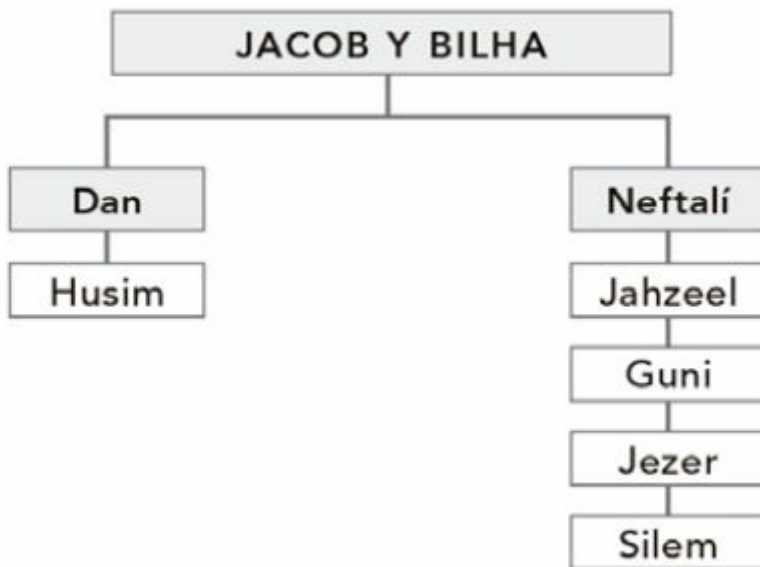 JACOB Y BILHA
Dan
Husim
Neftalí
Jahzeel
Guni
Jezer
Silem